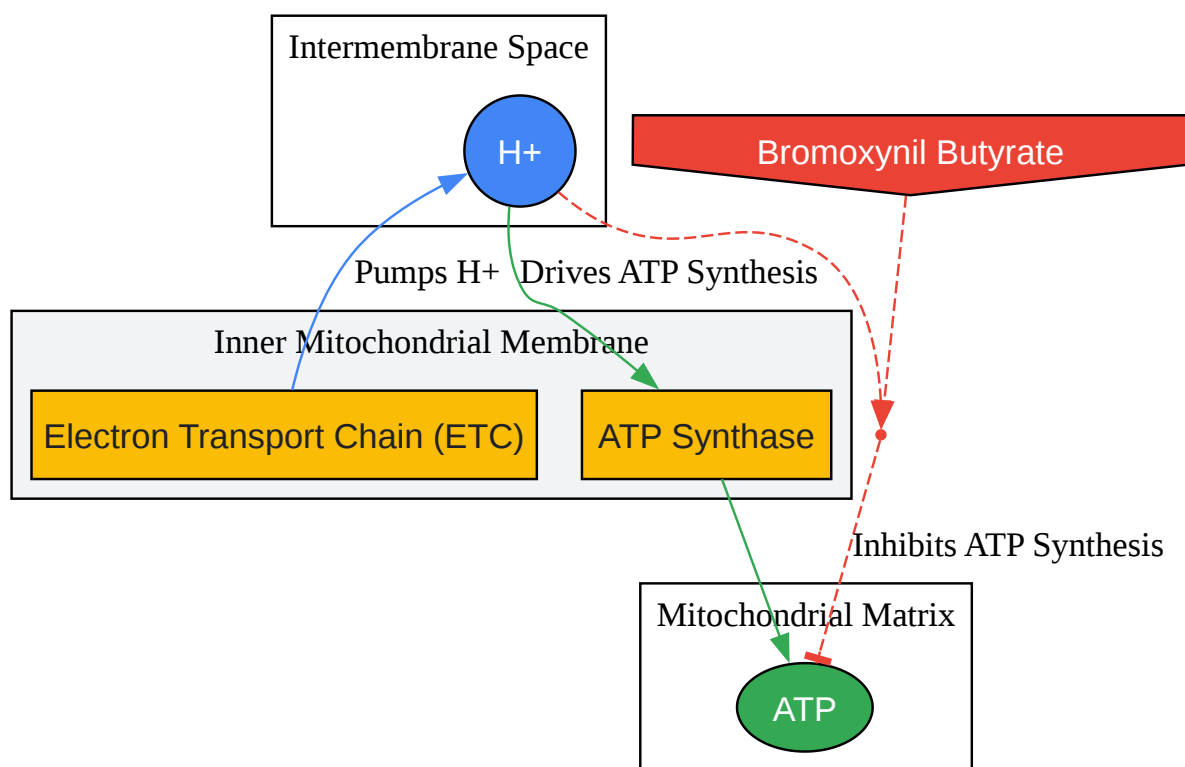 Intermembrane Space
H+
Bromoxynil Butyrate
Pumps H+
Drives ATP Synthesis
Inner Mitochondrial Membrane
Electron Transport Chain (ETC)
ATP Synthase
Inhibits ATP Synthesis
Mitochondrial Matrix
ATP